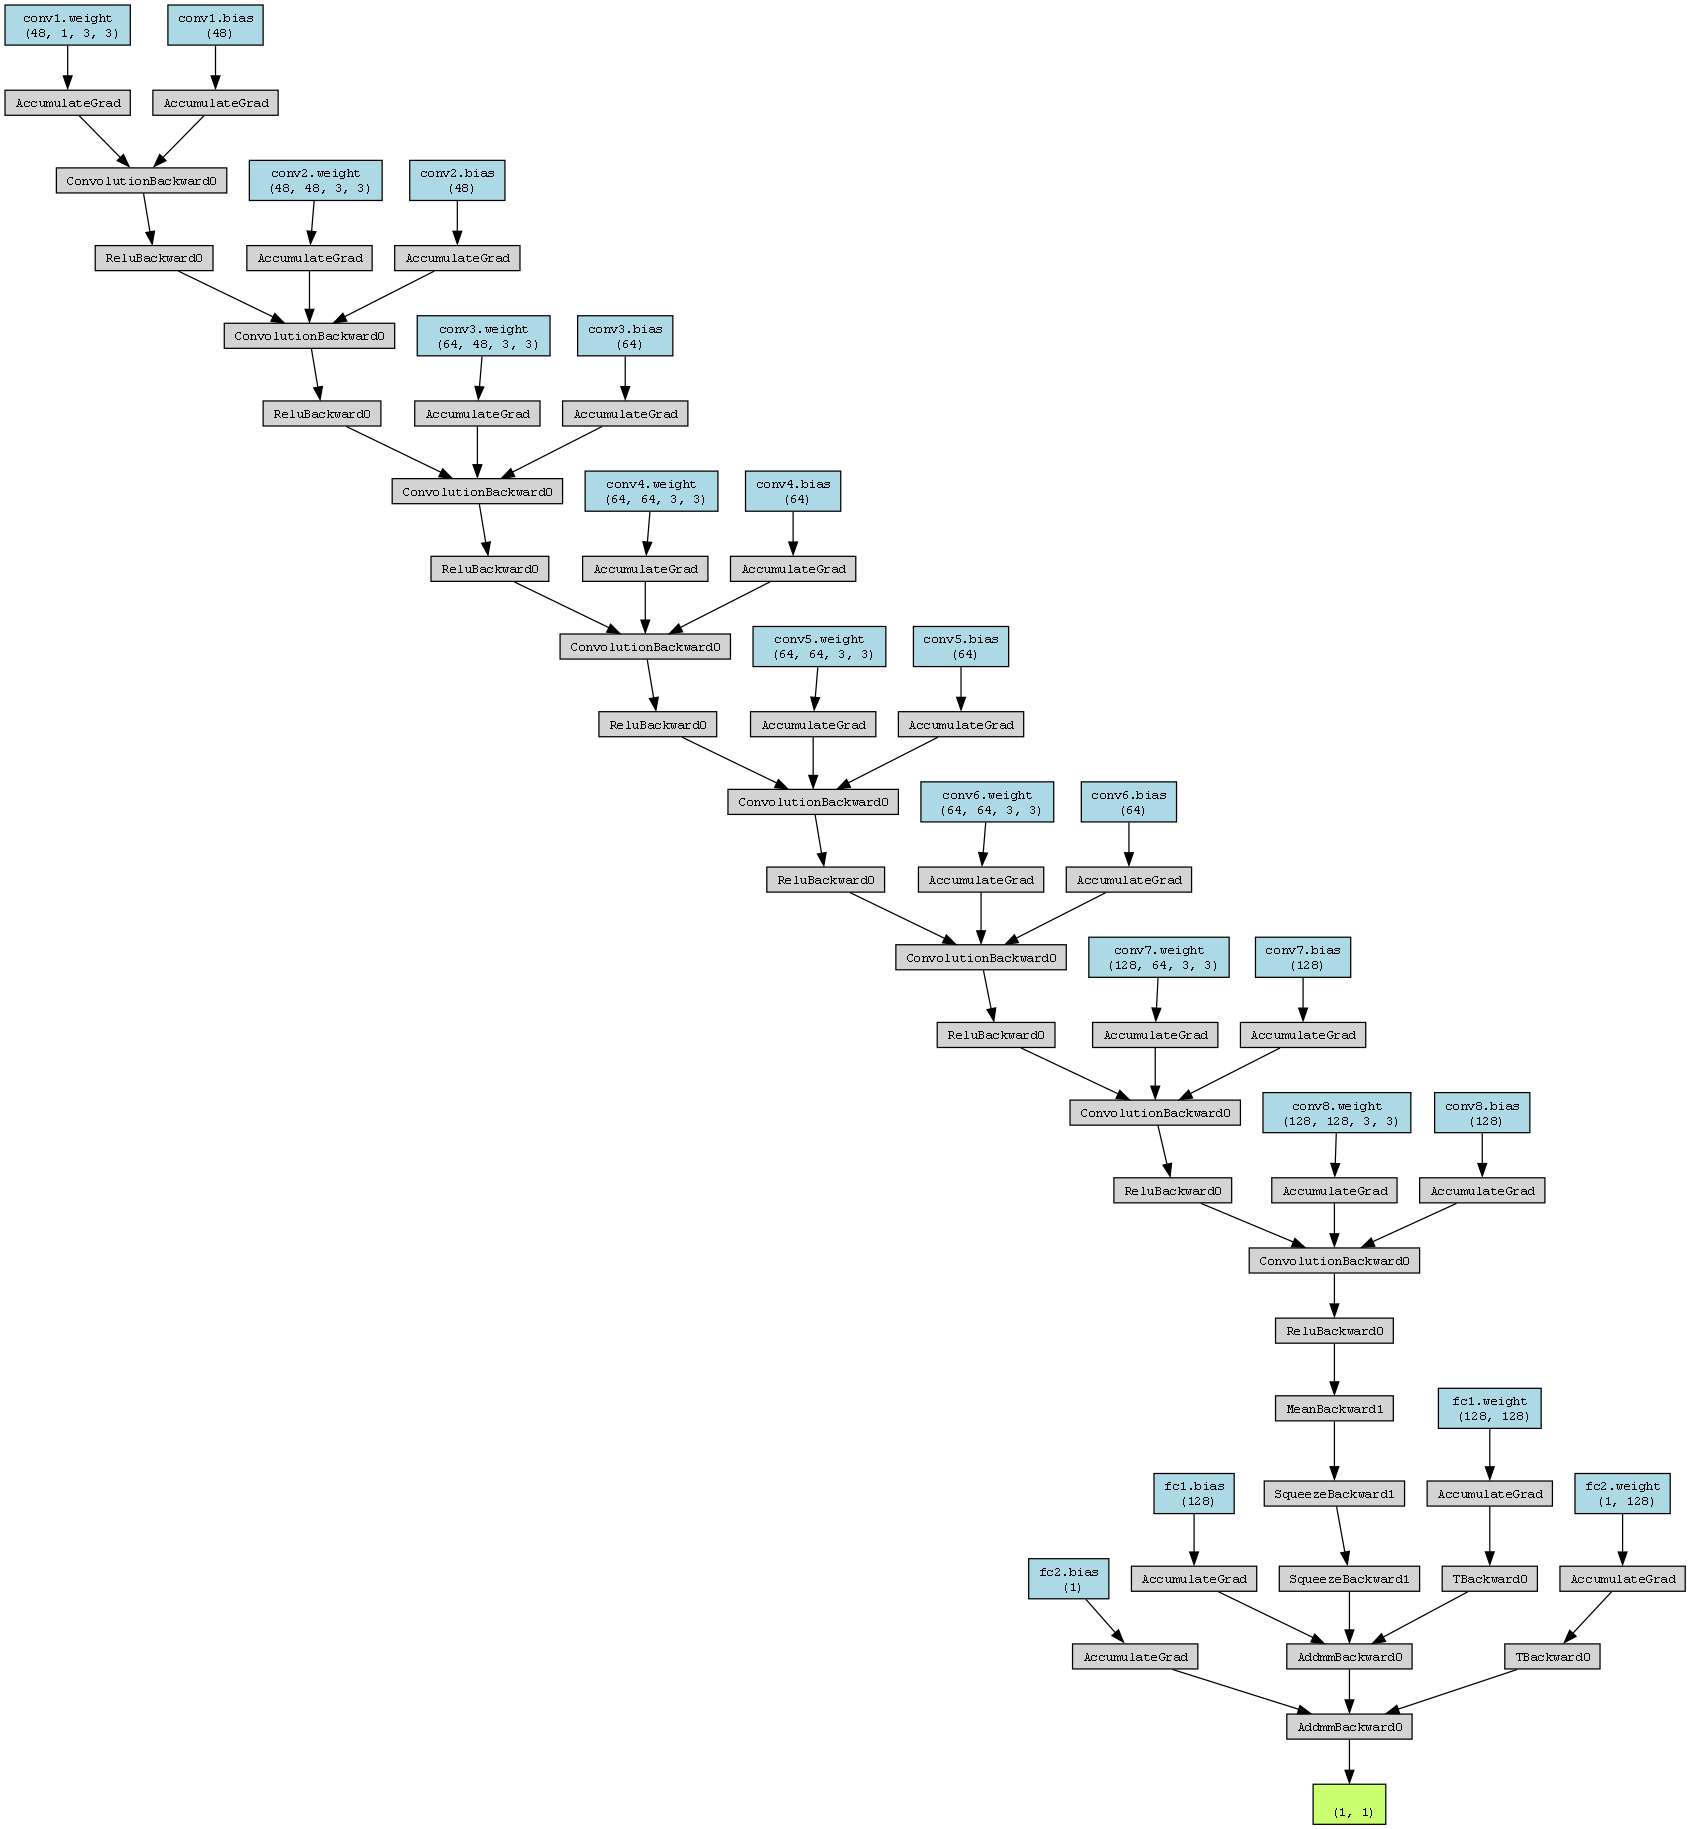 conv1.weight
(48, 1, 3, 3)
conv1.bias
(48)
AccumulateGrad
AccumulateGrad
ConvolutionBackward0
conv2.weight
(48, 48, 3, 3)
conv2.bias
(48)
ReluBackward0
AccumulateGrad
AccumulateGrad
ConvolutionBackward0
conv3.weight
(64, 48, 3, 3)
conv3.bias
(64)
ReluBackward0
AccumulateGrad
AccumulateGrad
ConvolutionBackward0
conv4.weight
(64, 64, 3, 3)
conv4.bias
(64)
ReluBackward0
AccumulateGrad
AccumulateGrad
ConvolutionBackward0
conv5.weight
(64, 64, 3, 3)
conv5.bias
(64)
ReluBackward0
AccumulateGrad
AccumulateGrad
ConvolutionBackward0
conv6.weight
(64, 64, 3, 3)
conv6.bias
(64)
ReluBackward0
AccumulateGrad
AccumulateGrad
ConvolutionBackward0
conv7.weight
(128, 64, 3, 3)
conv7.bias
(128)
ReluBackward0
AccumulateGrad
AccumulateGrad
ConvolutionBackward0
conv8.weight
(128, 128, 3, 3)
conv8.bias
(128)
ReluBackward0
AccumulateGrad
AccumulateGrad
ConvolutionBackward0
ReluBackward0
MeanBackward1
fc1.weight
(128, 128)
fc1.bias
(128)
SqueezeBackward1
AccumulateGrad
fc2.weight
(1, 128)
fc2.bias
(1)
AccumulateGrad
SqueezeBackward1
TBackward0
AccumulateGrad
AccumulateGrad
AddmmBackward0
TBackward0
AddmmBackward0
(1, 1)